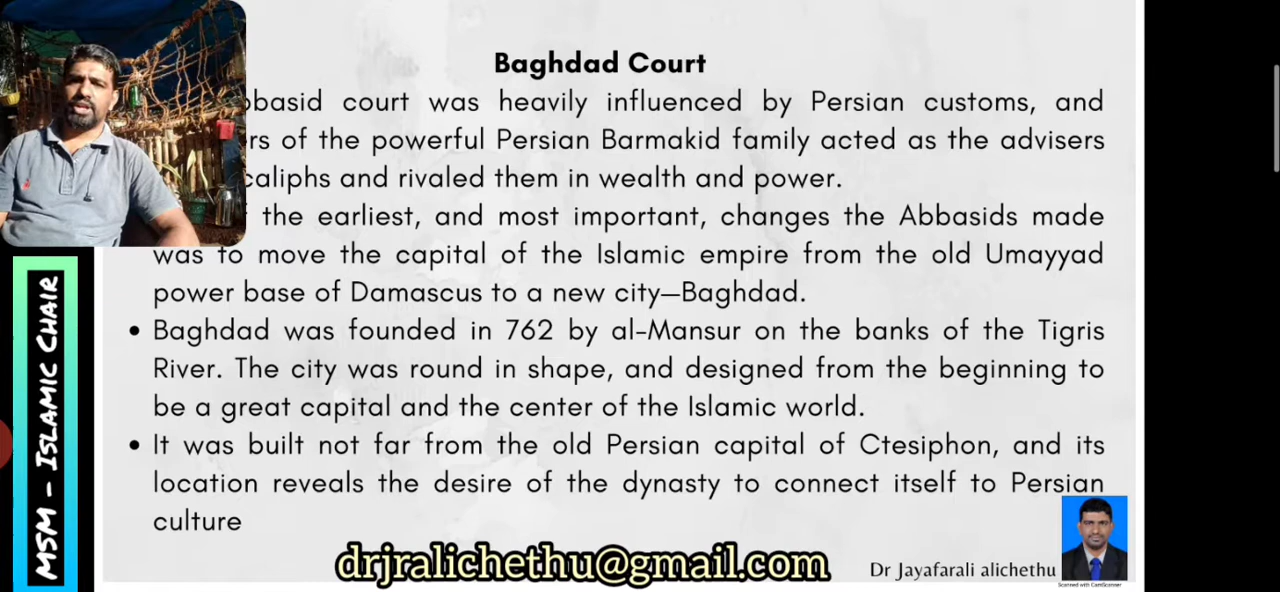 Baghdad Court
bbasid court was heavily influenced by Persian customs, and
rs of the powerful Persian Barmakid family acted as the advisers
caliphs and rivaled them in wealth and power.
the earliest, and most important, changes the Abbasids made
was to move the capital of the Islamic empire from the old Umayyad
power base of Damascus to a new city—Baghdad.
• Baghdad was founded in 762 by al-Mansur on the banks of the Tigris
River. The city was round in shape, and designed from the beginning to
be a great capital and the center of the Islamic world.
• It was built not far from the old Persian capital of Ctesiphon, and its
location reveals the desire of the dynasty to connect itself to Persian
culture
MSM - ISLAMIC CHAIR
drjralichethu@gmail.com
Dr Jayafarali alichethu
Scanned with CamScanner